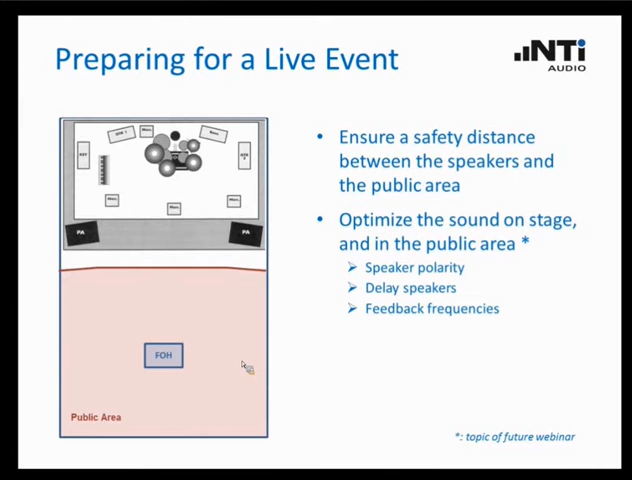 Preparing for a Live Event
NTi
AUDIO
Ensure a safety distance
between the speakers and
the public area
Optimize the sound on stage,
and in the public area *
Speaker polarity
Delay speakers
Feedback frequencies
PA
PA
FOH
Public Area
*: topic of future webinar